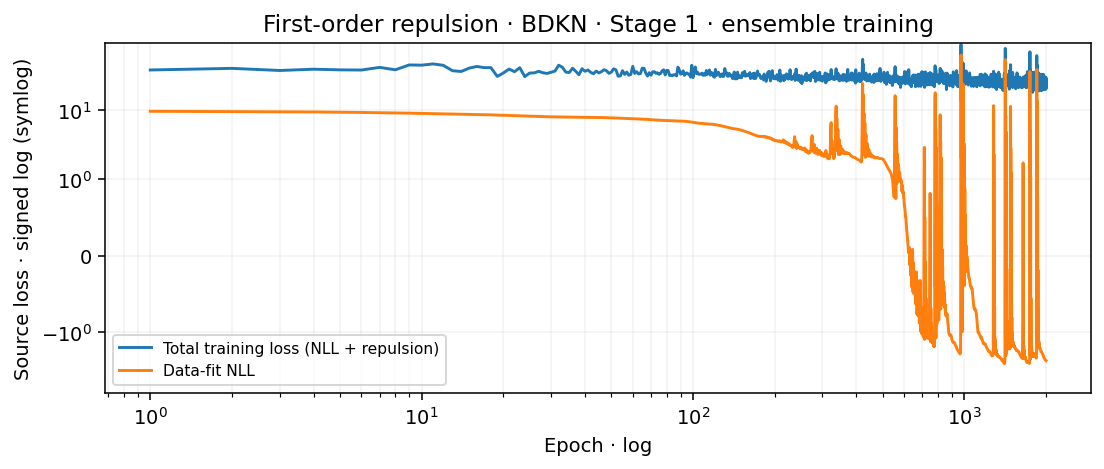 First-order repulsion · BDKN · Stage 1 · ensemble training
Source loss · signed log (symlog)
10¹
10⁰
0
−10⁰
Total training loss (NLL + repulsion)
Data-fit NLL
10⁰ 10¹ 10² 10³
Epoch · log